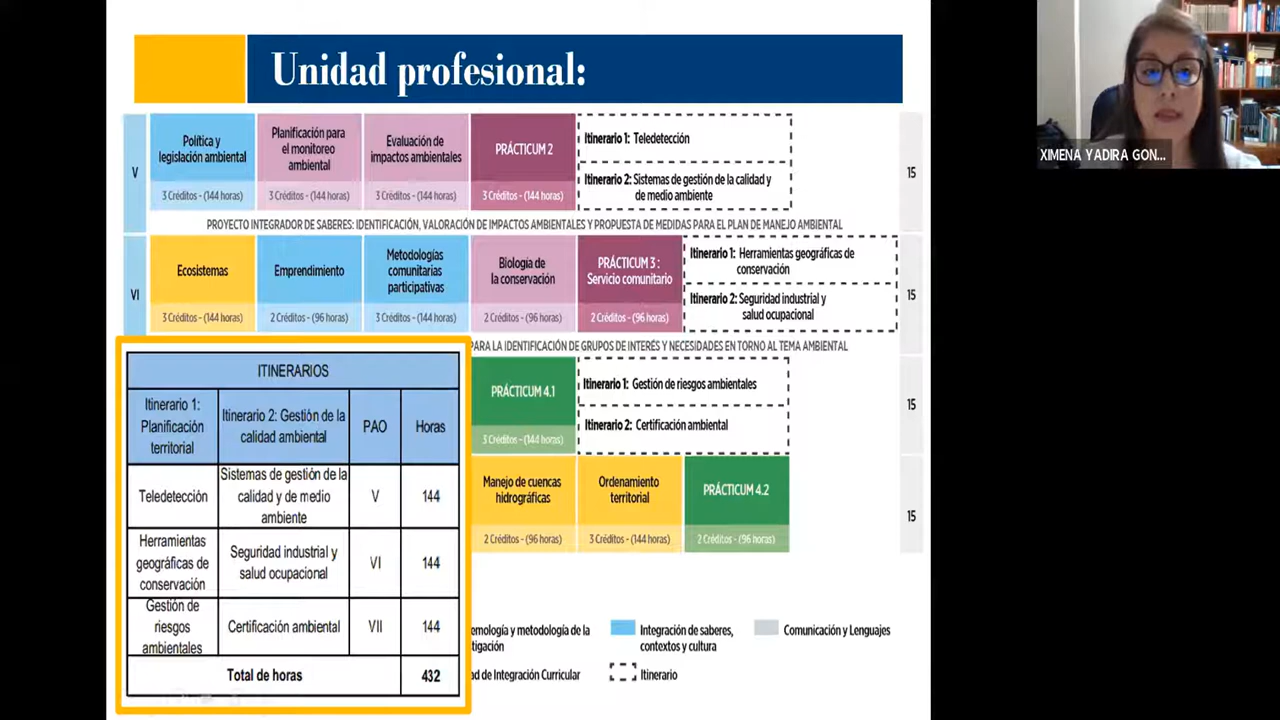 Unidad profesional:
V
Política y
legislación ambiental
3 Créditos - (144 horas)
Planificación para
el monitoreo
ambiental
3 Créditos - (144 horas)
Evaluación de
impactos ambientales
3 Créditos - (144 horas)
PRÁCTICUM 2
3 Créditos - (144 horas)
Itinerario 1: Teledetección
Itinerario 2: Sistemas de gestión de la calidad y
de medio ambiente
15
PROYECTO INTEGRADOR DE SABERES: IDENTIFICACIÓN, VALORACIÓN DE IMPACTOS AMBIENTALES Y PROPUESTA DE MEDIDAS PARA EL PLAN DE MANEJO AMBIENTAL
VI
Ecosistemas
3 Créditos - (144 horas)
Emprendimiento
2 Créditos - (96 horas)
Metodologías
comunitarias
participativas
3 Créditos - (144 horas)
Biología de
la conservación
2 Créditos - (96 horas)
PRÁCTICUM 3 :
Servicio comunitario
2 Créditos - (96 horas)
Itinerario 1: Herramientas geográficas de
conservación
Itinerario 2: Seguridad industrial y
salud ocupacional
15
PARA LA IDENTIFICACIÓN DE GRUPOS DE INTERÉS Y NECESIDADES EN TORNO AL TEMA AMBIENTAL
PRÁCTICUM 4.1
3 Créditos - (144 horas)
Itinerario 1: Gestión de riesgos ambientales
Itinerario 2: Certificación ambiental
15
Manejo de cuencas
hidrográficas
2 Créditos - (96 horas)
Ordenamiento
territorial
3 Créditos - (144 horas)
PRÁCTICUM 4.2
2 Créditos - (96 horas)
15
ITINERARIOS
Itinerario 1:
Planificación
territorial
Itinerario 2: Gestión de la
calidad ambiental
PAO
Horas
Teledetección
Sistemas de gestión de la
calidad y de medio
ambiente
V
144
Herramientas
geográficas de
conservación
Seguridad industrial y
salud ocupacional
VI
144
Gestión de
riesgos
ambientales
Certificación ambiental
VII
144
Total de horas
432
emología y metodología de la
tigación
Integración de saberes,
contextos y cultura
Comunicación y Lenguajes
ad de Integración Curricular
Itinerario
XIMENA YADIRA GON...